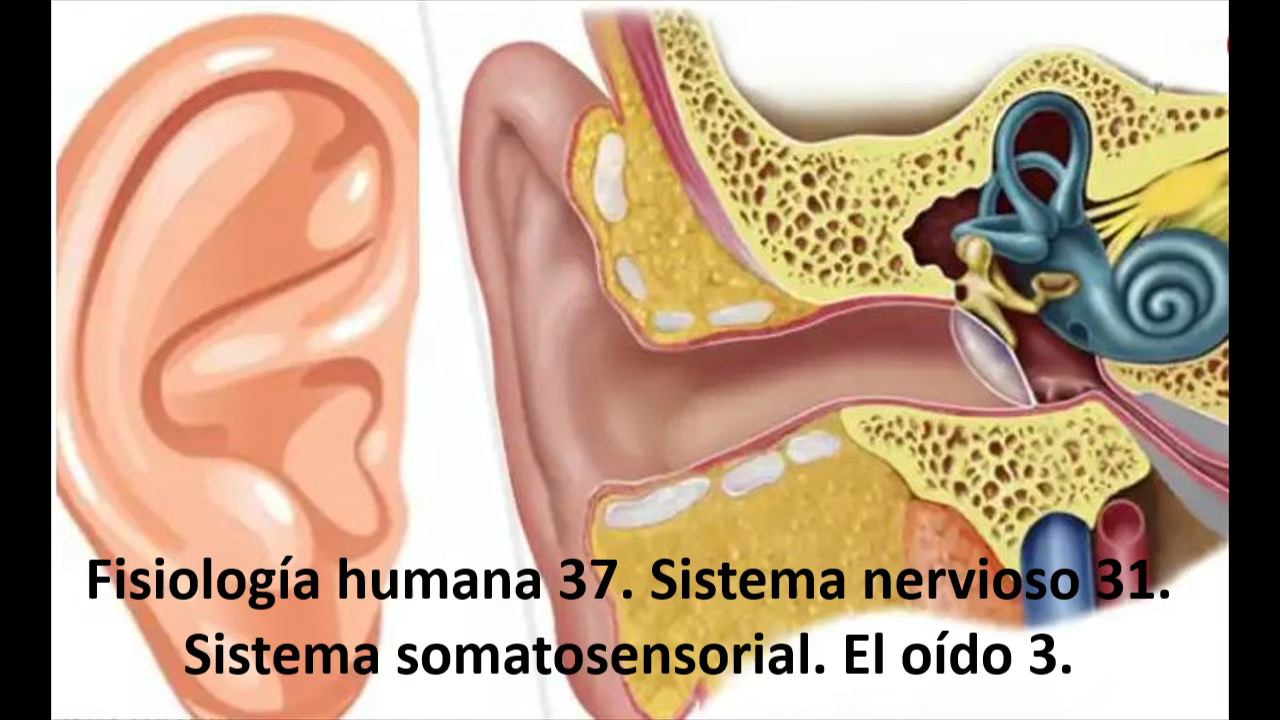 Fisiología humana 37. Sistema nervioso 31.
Sistema somatosensorial. El oído 3.